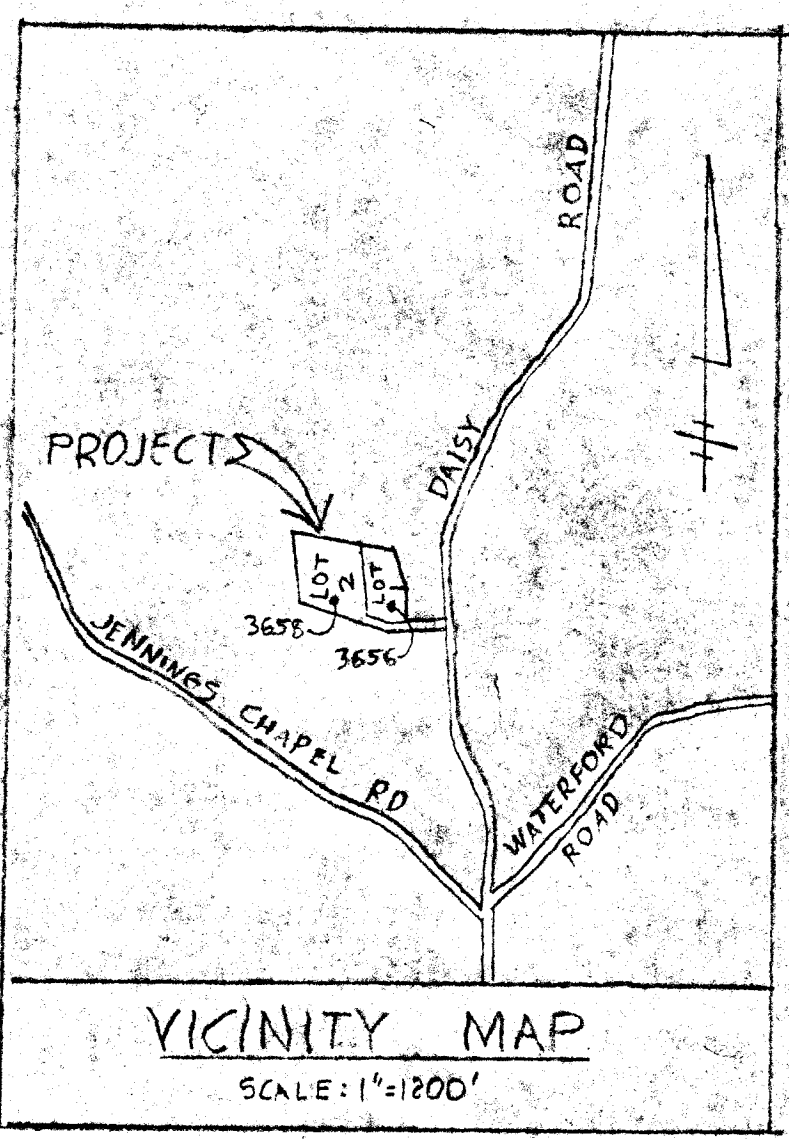 ROAD
DAISY
PROJECT
LOT 2
LOT 1
3658
3656
JENNINGS CHAPEL RD
WATERFORD
ROAD
VICINITY MAP
SCALE: 1"=1200'